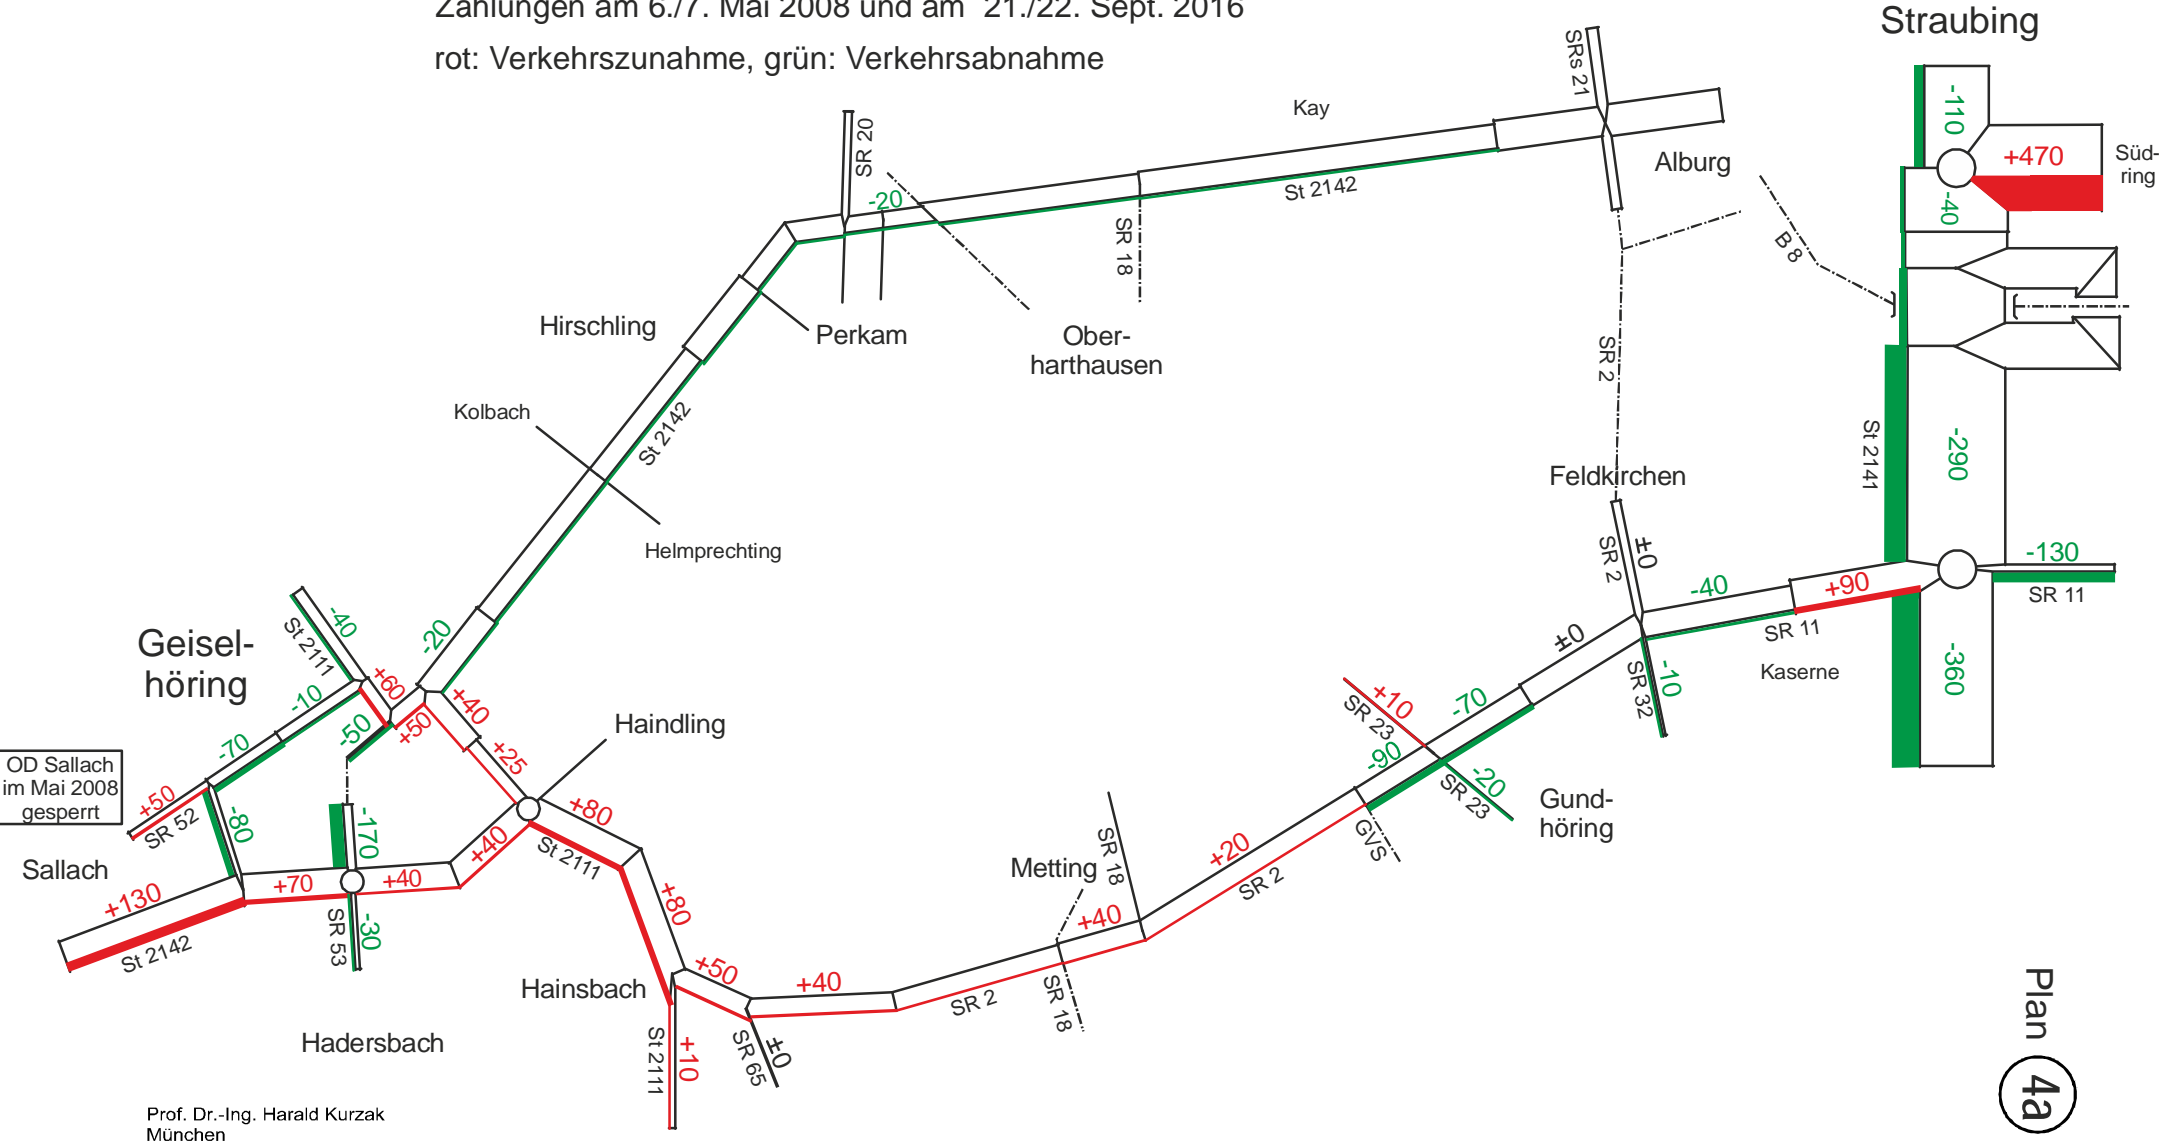 Zählungen am 6./7. Mai 2008 und am 21./22. Sept. 2016
rot: Verkehrszunahme, grün: Verkehrsabnahme
Straubing
SRs 21
Kay
SR 20
-20
St 2142
SR 18
Alburg
B 8
-110
+470
Süd-
ring
-40
Hirschling
Perkam
Ober-
harthausen
SR 2
Kolbach
St 2142
Helmprechting
Feldkirchen
St 2141
-290
SR 2
±0
-40
+90
-130
SR 11
SR 11
Kaserne
-360
±0
SR 32
-10
Geisel-
höring
-40
St 2111
-20
+60
-10
-50
+50
+40
+25
Haindling
-70
OD Sallach
im Mai 2008
gesperrt
+50
SR 52
-80
-170
+10
SR 23
-70
-90
-20
SR 23
Gund-
höring
GVS
+80
St 2111
+40
Sallach
+130
+70
+40
St 2142
SR 53
-30
+80
Metting
SR 18
+20
SR 2
+40
+50
+40
Hainsbach
SR 2
SR 18
St 2111
+10
SR 65
±0
Hadersbach
Plan
4a
Prof. Dr.-Ing. Harald Kurzak
München